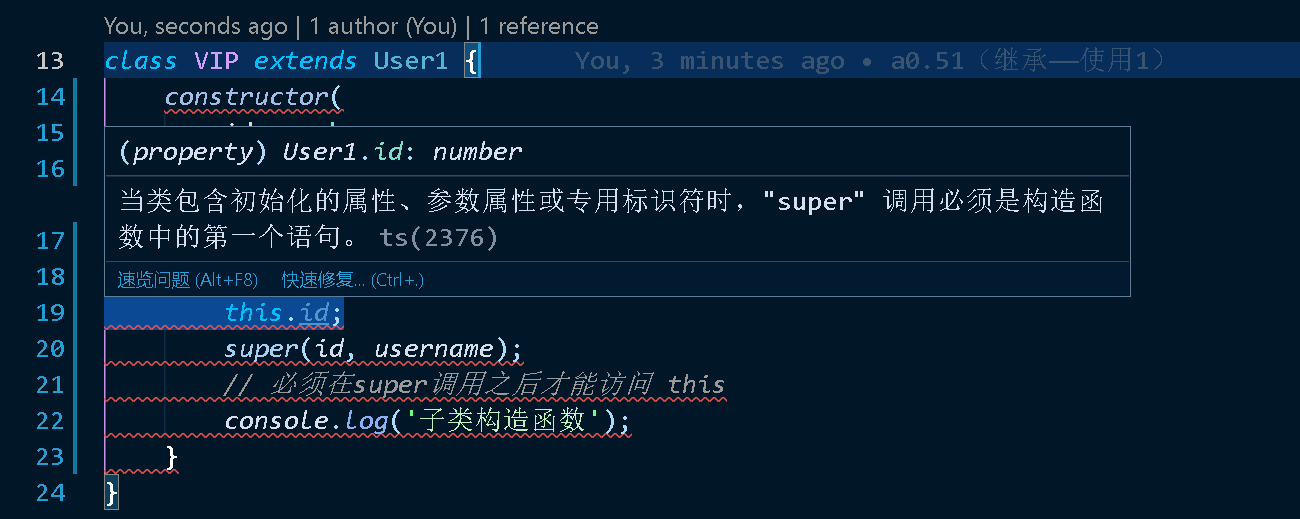 You, seconds ago | 1 author (You) | 1 reference
13 class VIP extends User1 { You, 3 minutes ago • a0.51 (继承——使用1)
14 constructor(
15
(property) User1.id: number
16
当类包含初始化的属性、参数属性或专用标识符时，"super" 调用必须是构造函
数中的第一个语句。 ts(2376)
17
18 速览问题 (Alt+F8) 快速修复... (Ctrl+.)
19 this.id;
20 super(id, username);
21 // 必须在super调用之后才能访问 this
22 console.log('子类构造函数');
23 }
24 }